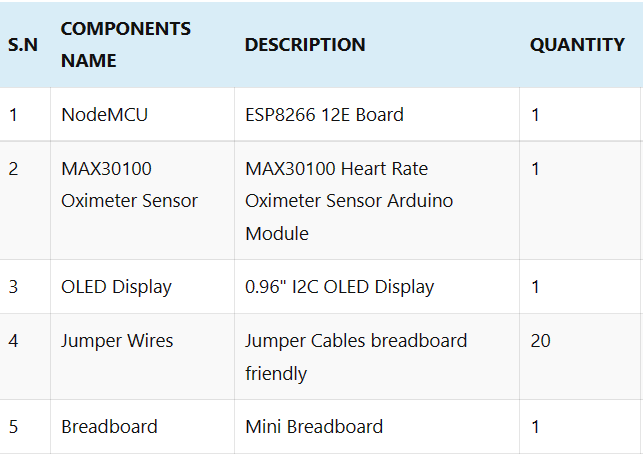 S.N COMPONENTS NAME DESCRIPTION QUANTITY
1 NodeMCU ESP8266 12E Board 1
2 MAX30100 Oximeter Sensor MAX30100 Heart Rate Oximeter Sensor Arduino Module 1
3 OLED Display 0.96" I2C OLED Display 1
4 Jumper Wires Jumper Cables breadboard friendly 20
5 Breadboard Mini Breadboard 1